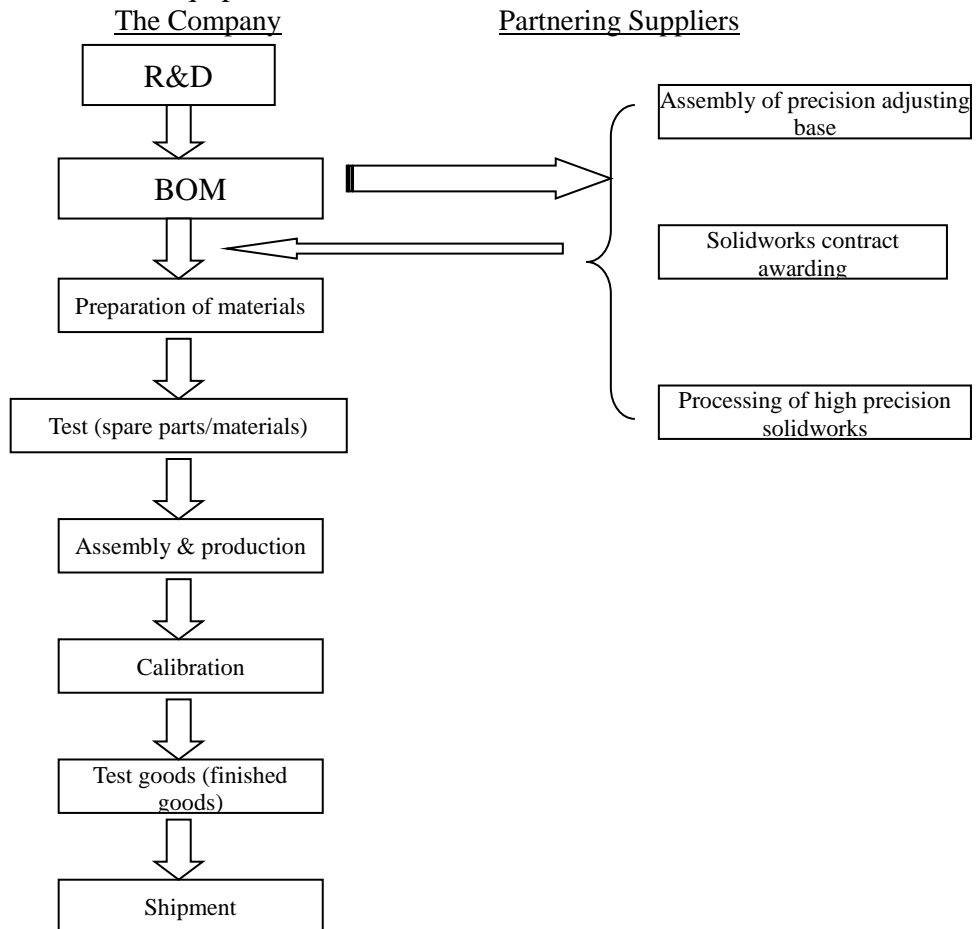 The Company
Partnering Suppliers
R&D
BOM
Preparation of materials
Test (spare parts/materials)
Assembly & production
Calibration
Test goods (finished
goods)
Shipment
Assembly of precision adjusting
base
Solidworks contract
awarding
Processing of high precision
solidworks